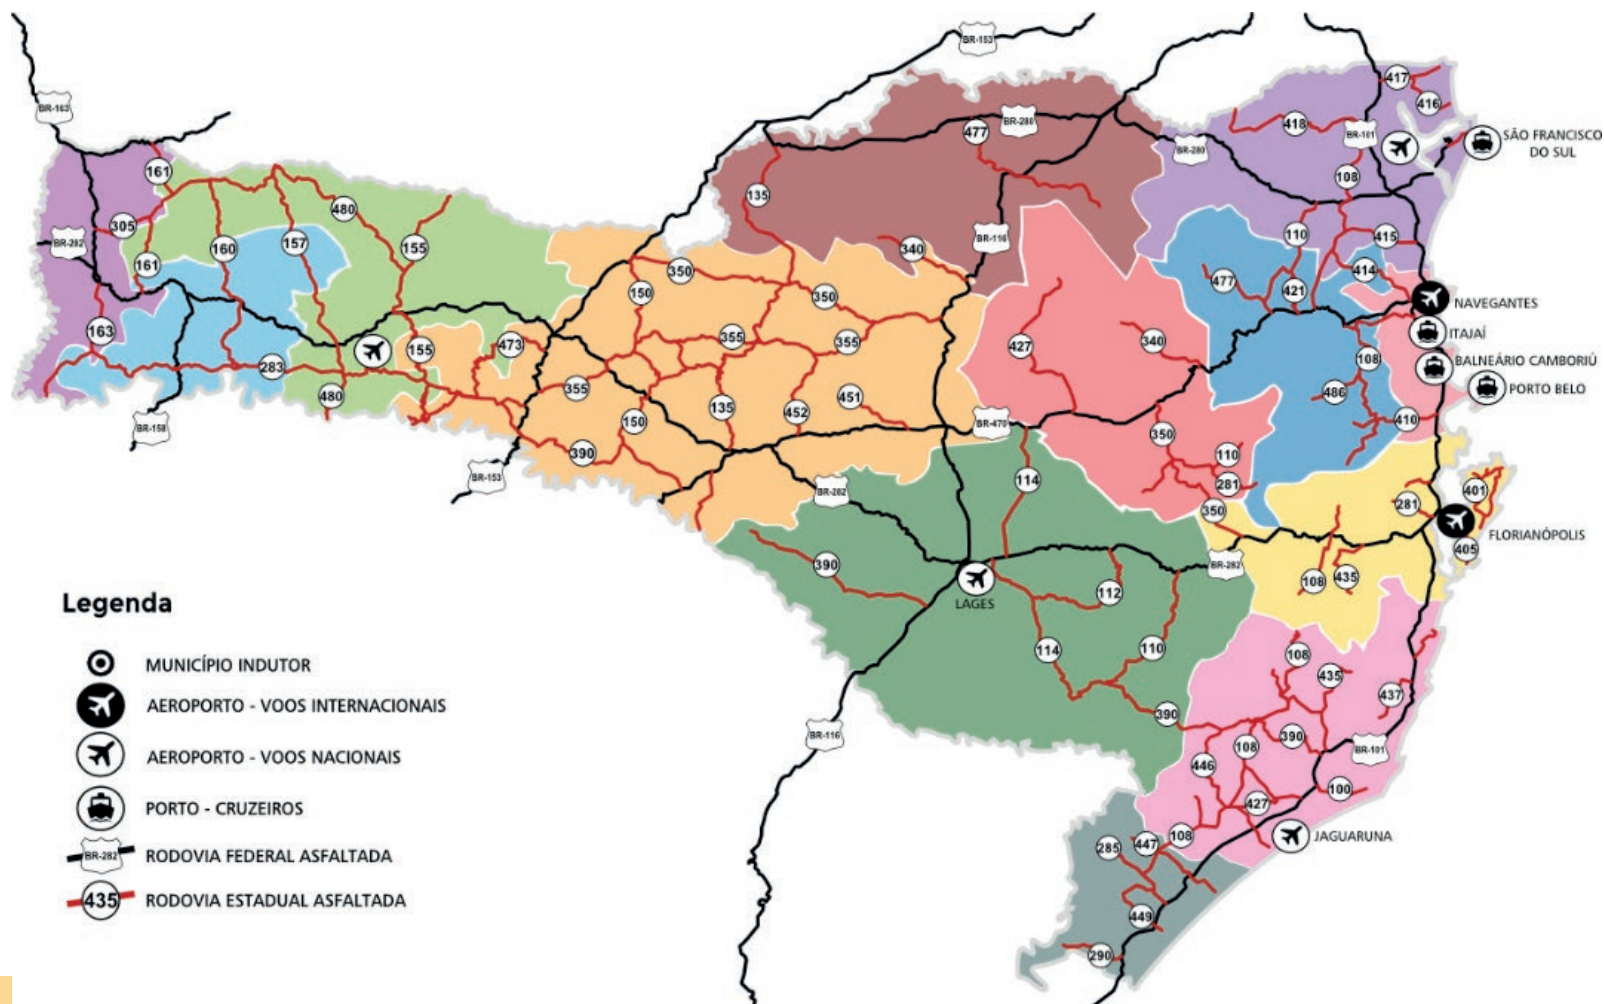 BR-153
BR-163
417
416
BR-280
477
418
BR-101
SÃO FRANCISCO
DO SUL
BR-280
161
108
135
480
305
160
157
155
BR-282
BR-116
340
110
415
161
350
414
477
421
150
350
NAVEGANTES
163
ITAJAÍ
355
355
427
340
155
473
108
BALNEÁRIO CAMBORIÚ
283
355
486
PORTO BELO
480
135
451
452
150
410
BR-158
BR-470
350
110
390
BR-153
114
281
BR-282
401
281
350
FLORIANÓPOLIS
405
390
BR-282
108
435
LAGES
112
Legenda
114
110
108
435
MUNICÍPIO INDUTOR
437
AEROPORTO - VOOS INTERNACIONAIS
390
BR-116
108
390
BR-101
AEROPORTO - VOOS NACIONAIS
446
100
427
PORTO - CRUZEIROS
108
JAGUARUNA
285
447
BR-282
RODOVIA FEDERAL ASFALTADA
435
RODOVIA ESTADUAL ASFALTADA
449
290